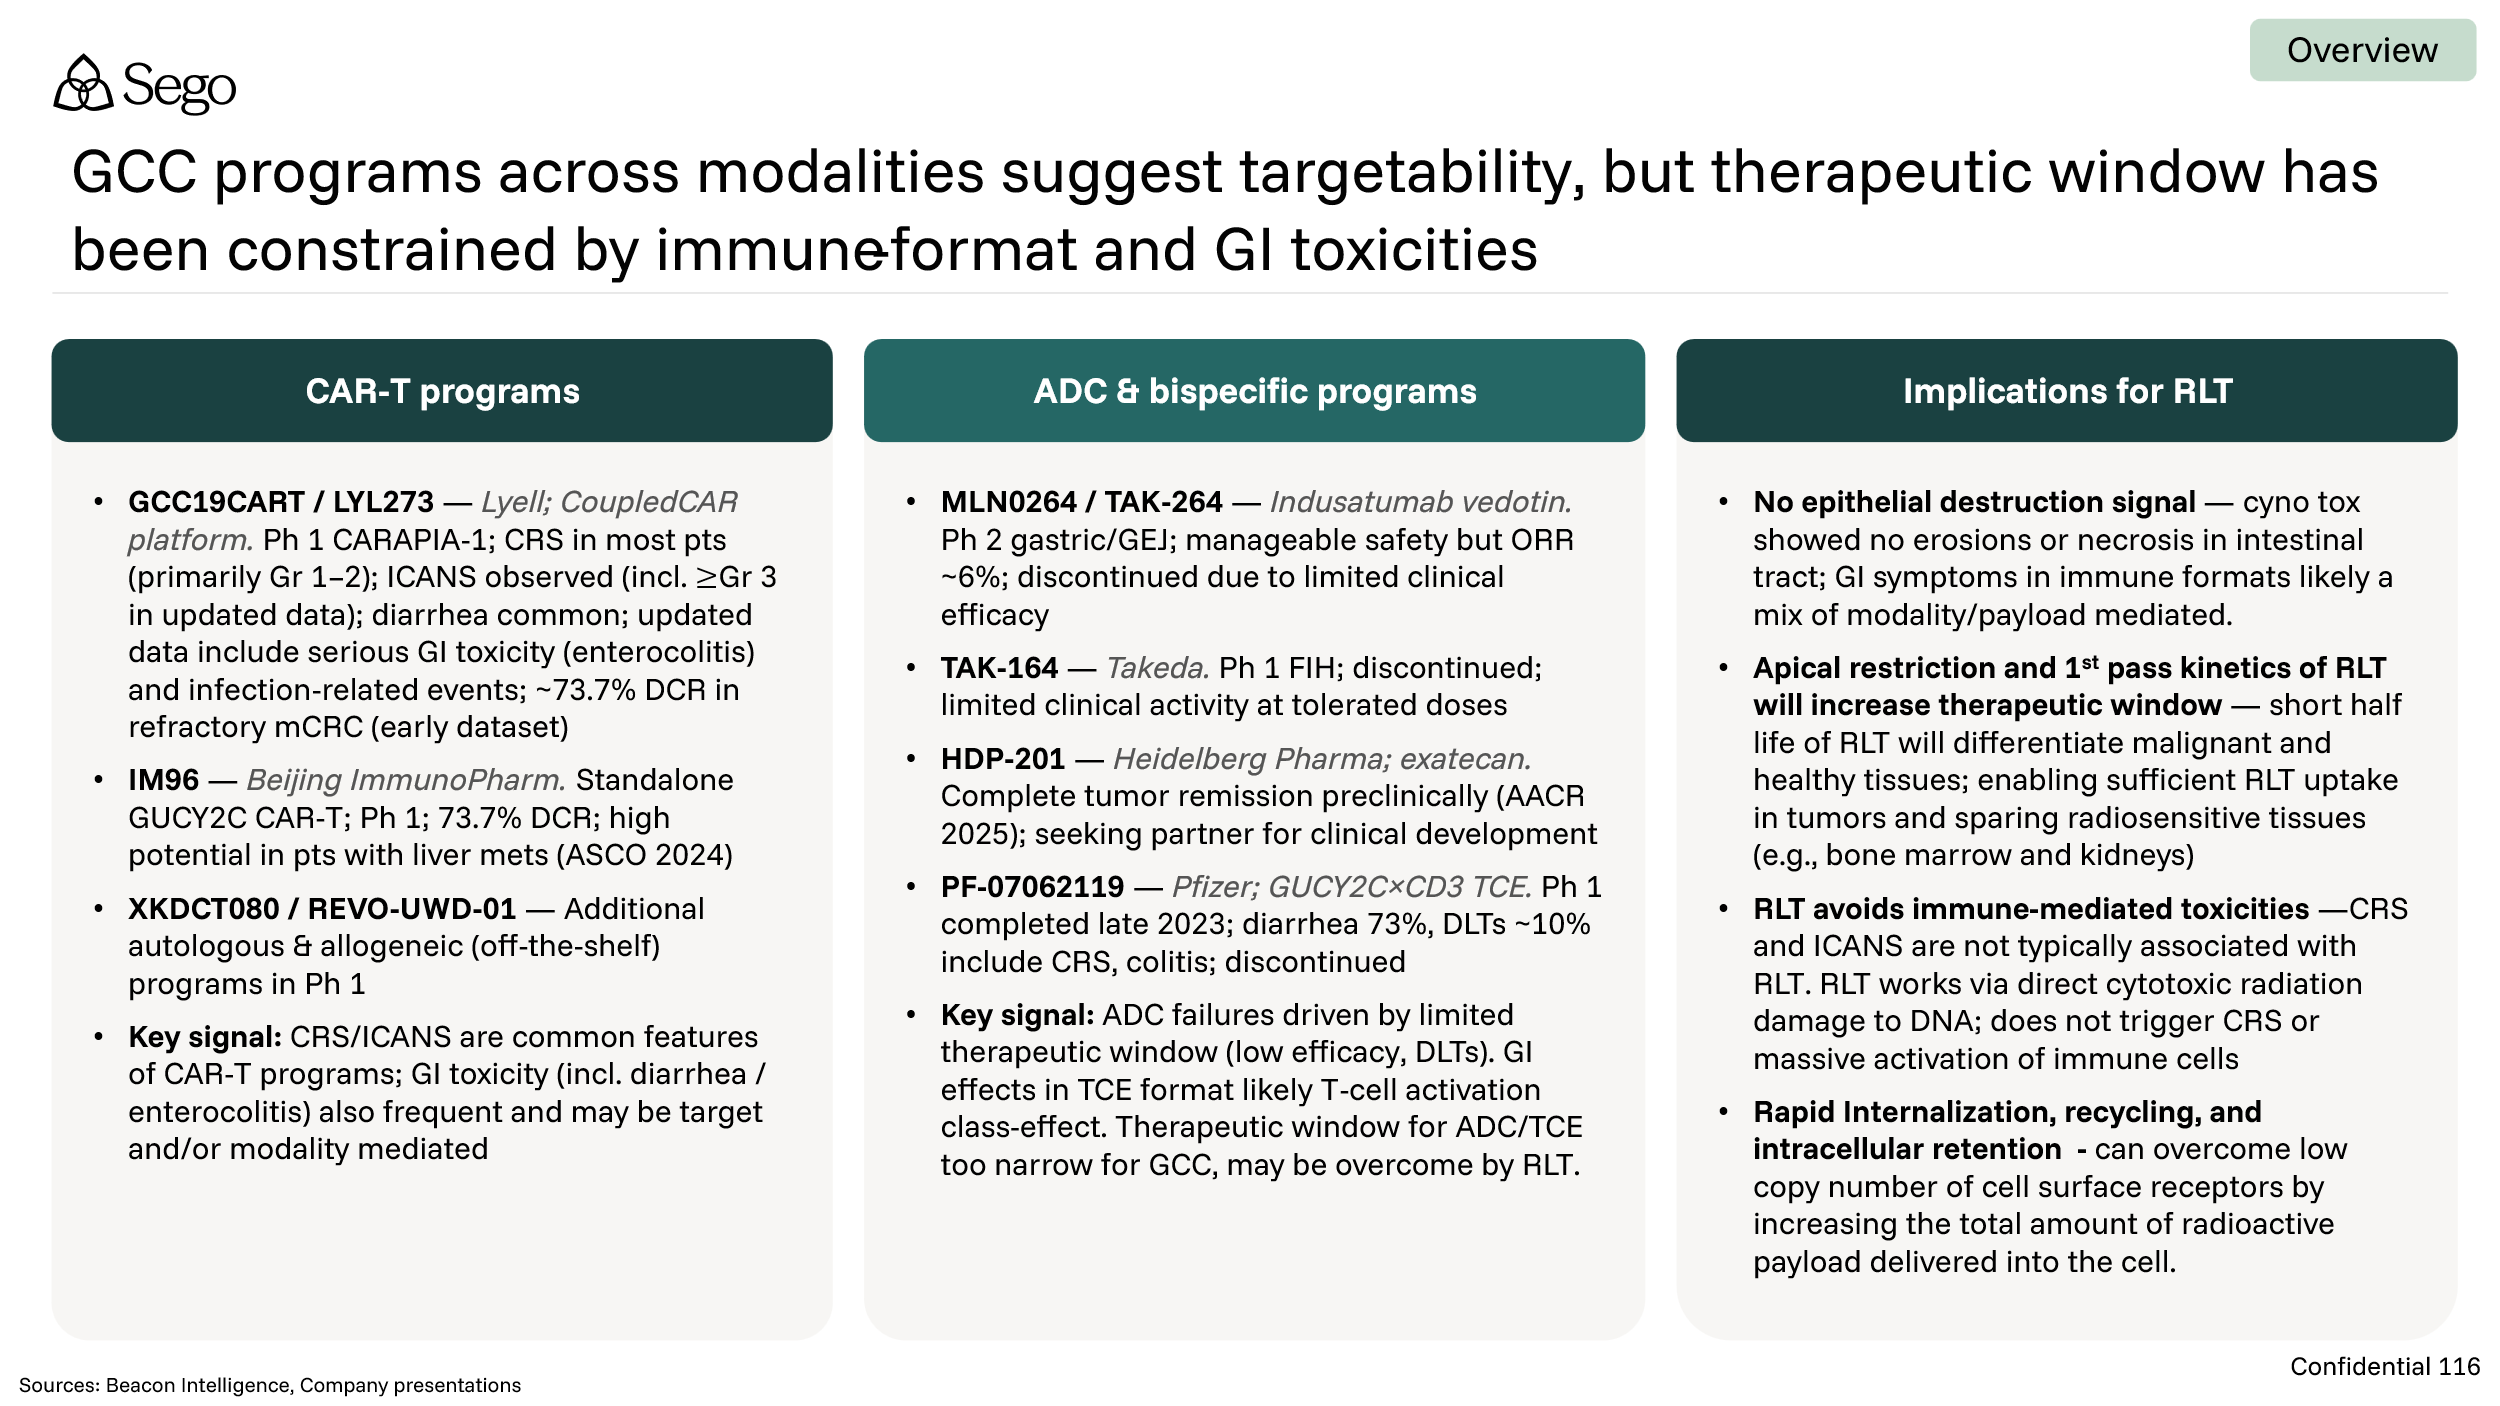 Overview
Sego
GCC programs across modalities suggest targetability, but therapeutic window has
been constrained by immune-format and GI toxicities
CAR-T programs
• GCC19CART / LYL273 — Lyell; CoupledCAR
platform. Ph 1 CARAPIA-1; CRS in most pts
(primarily Gr 1–2); ICANS observed (incl. ≥Gr 3
in updated data); diarrhea common; updated
data include serious GI toxicity (enterocolitis)
and infection-related events; ~73.7% DCR in
refractory mCRC (early dataset)
• IM96 — Beijing ImmunoPharm. Standalone
GUCY2C CAR-T; Ph 1; 73.7% DCR; high
potential in pts with liver mets (ASCO 2024)
• XKDCT080 / REVO-UWD-01 — Additional
autologous & allogeneic (off-the-shelf)
programs in Ph 1
• Key signal: CRS/ICANS are common features
of CAR-T programs; GI toxicity (incl. diarrhea /
enterocolitis) also frequent and may be target
and/or modality mediated
ADC & bispecific programs
• MLN0264 / TAK-264 — Indusatumab vedotin.
Ph 2 gastric/GEJ; manageable safety but ORR
~6%; discontinued due to limited clinical
efficacy
• TAK-164 — Takeda. Ph 1 FIH; discontinued;
limited clinical activity at tolerated doses
• HDP-201 — Heidelberg Pharma; exatecan.
Complete tumor remission preclinically (AACR
2025); seeking partner for clinical development
• PF-07062119 — Pfizer; GUCY2C×CD3 TCE. Ph 1
completed late 2023; diarrhea 73%, DLTs ~10%
include CRS, colitis; discontinued
• Key signal: ADC failures driven by limited
therapeutic window (low efficacy, DLTs). GI
effects in TCE format likely T-cell activation
class-effect. Therapeutic window for ADC/TCE
too narrow for GCC, may be overcome by RLT.
Implications for RLT
• No epithelial destruction signal — cyno tox
showed no erosions or necrosis in intestinal
tract; GI symptoms in immune formats likely a
mix of modality/payload mediated.
• Apical restriction and 1st pass kinetics of RLT
will increase therapeutic window — short half
life of RLT will differentiate malignant and
healthy tissues; enabling sufficient RLT uptake
in tumors and sparing radiosensitive tissues
(e.g., bone marrow and kidneys)
• RLT avoids immune-mediated toxicities —CRS
and ICANS are not typically associated with
RLT. RLT works via direct cytotoxic radiation
damage to DNA; does not trigger CRS or
massive activation of immune cells
• Rapid Internalization, recycling, and
intracellular retention - can overcome low
copy number of cell surface receptors by
increasing the total amount of radioactive
payload delivered into the cell.
Sources: Beacon Intelligence, Company presentations
Confidential 116